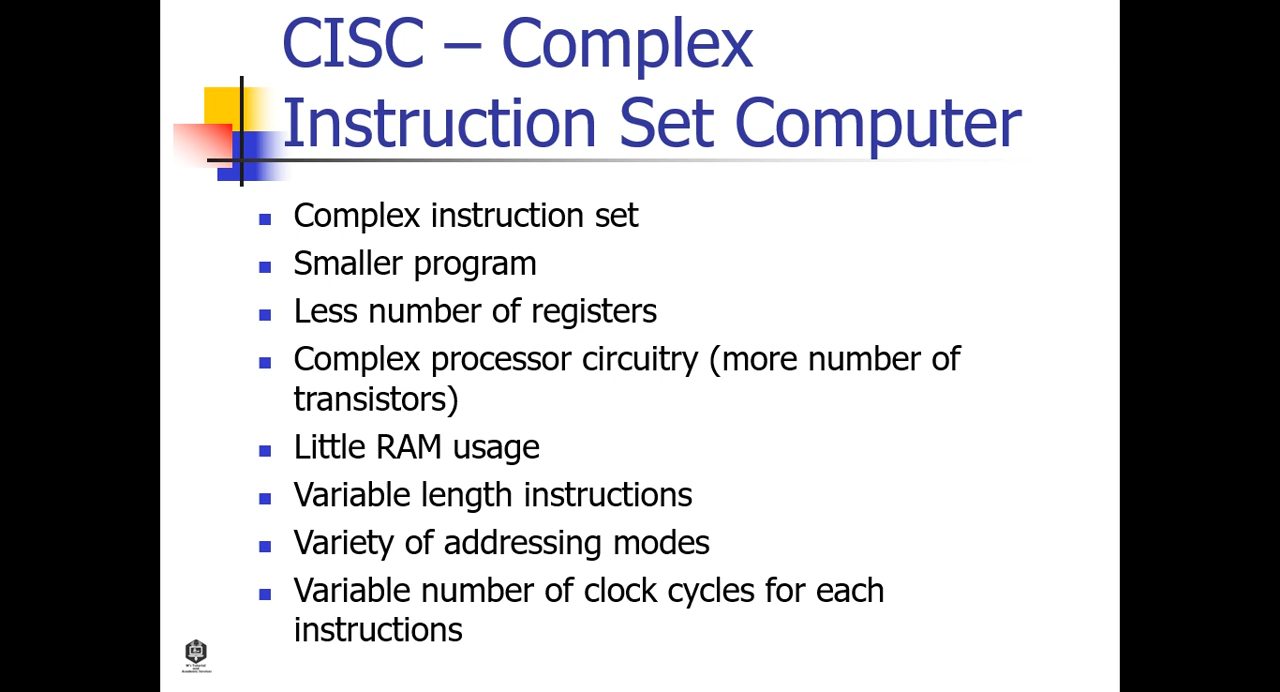 CISC – Complex
Instruction Set Computer
Complex instruction set
Smaller program
Less number of registers
Complex processor circuitry (more number of
transistors)
Little RAM usage
Variable length instructions
Variety of addressing modes
Variable number of clock cycles for each
instructions